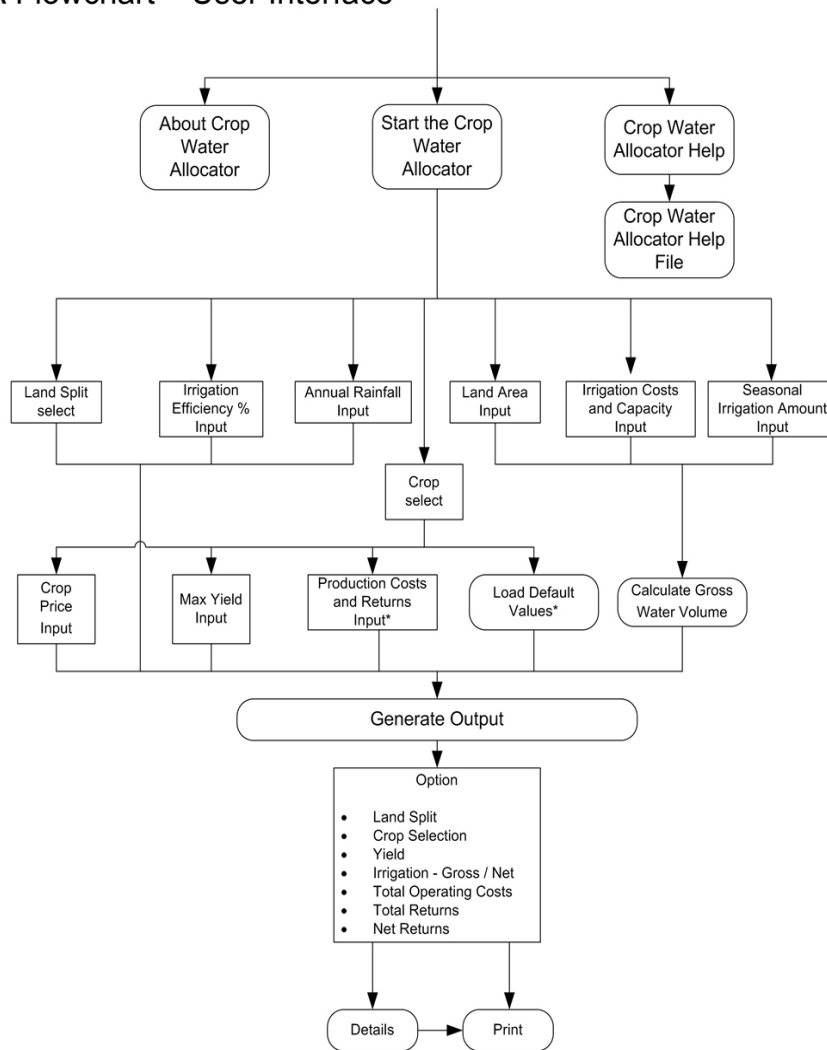 Flowchart – User Interface
About Crop
Water
Allocator
Start the Crop
Water
Allocator
Crop Water
Allocator Help
Crop Water
Allocator Help
File
Land Split
select
Irrigation
Efficiency %
Input
Annual Rainfall
Input
Land Area
Input
Irrigation Costs
and Capacity
Input
Seasonal
Irrigation Amount
Input
Crop
select
Crop
Price
Input
Max Yield
Input
Production Costs
and Returns
Input*
Load Default
Values*
Calculate Gross
Water Volume
Generate Output
Option
• Land Split
• Crop Selection
• Yield
• Irrigation - Gross / Net
• Total Operating Costs
• Total Returns
• Net Returns
Details
Print